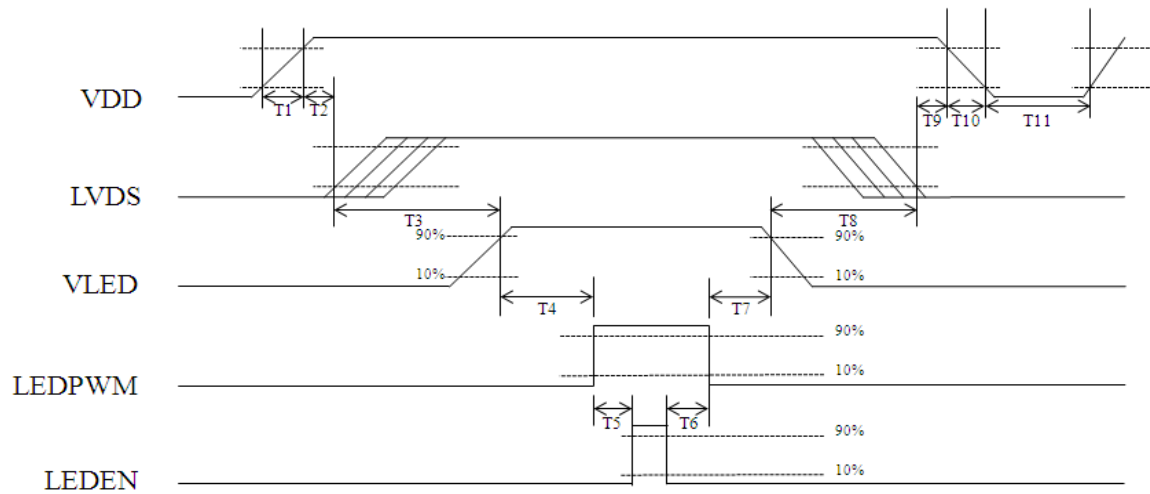 VDD
T1
T2
T9
T10
T11
LVDS
T3
T8
90%
90%
VLED
10%
10%
T4
T7
90%
LEDPWM
10%
T5
T6
90%
LEDEN
10%